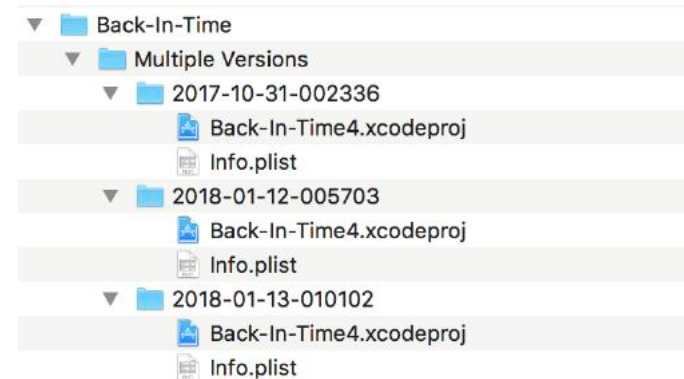 Back-In-Time
Multiple Versions
2017-10-31-002336
Back-In-Time4.xcodeproj
Info.plist
2018-01-12-005703
Back-In-Time4.xcodeproj
Info.plist
2018-01-13-010102
Back-In-Time4.xcodeproj
Info.plist